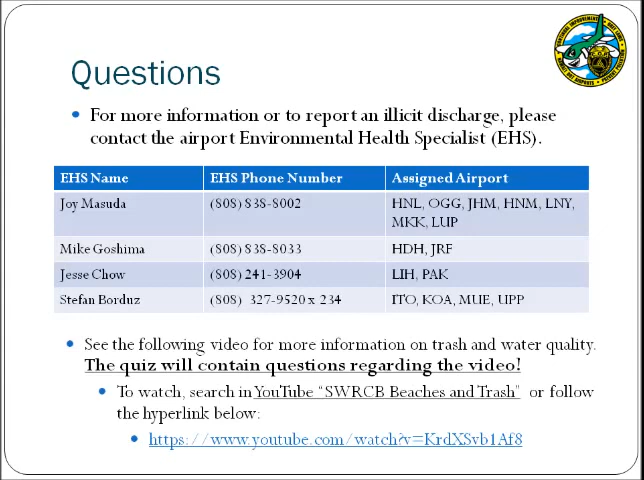 Questions
For more information or to report an illicit discharge, please
contact the airport Environmental Health Specialist (EHS).
EHS Name EHS Phone Number Assigned Airport
Joy Masuda (808) 838-8002 HNL, OGG, JHM, HNM, LNY,
MKK, LUP
Mike Goshima (808) 838-8033 HDH, JRF
Jesse Chow (808) 241-3904 LIH, PAK
Stefan Borduz (808) 327-9520 x 234 ITO, KOA, MUE, UPP
See the following video for more information on trash and water quality.
The quiz will contain questions regarding the video!
To watch, search in YouTube "SWRCB Beaches and Trash" or follow
the hyperlink below:
https://www.youtube.com/watch?v=KrdXSvb1Af8